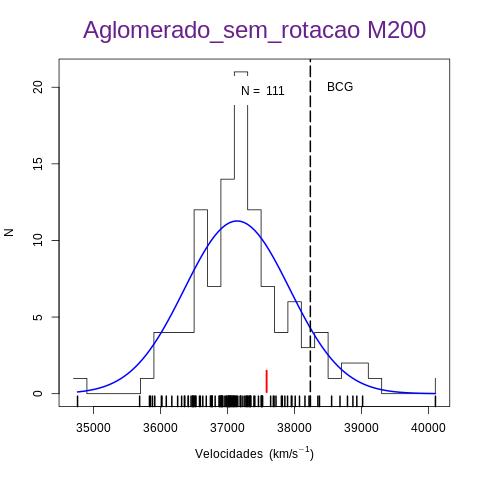 Aglomerado_sem_rotacao M200
N = 111
BCG
20
15
10
5
0
N
35000 36000 37000 38000 39000 40000
Velocidades (km/s⁻¹)